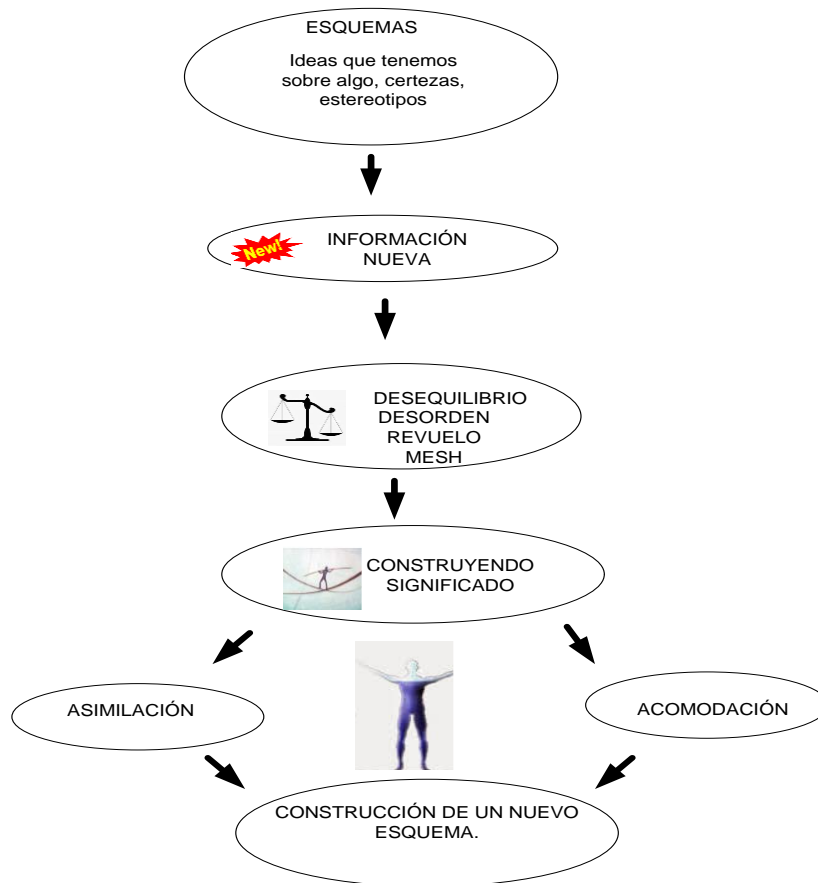 ESQUEMAS
Ideas que tenemos
sobre algo, certezas,
estereotipos
New!
INFORMACIÓN
NUEVA
DESEQUILIBRIO
DESORDEN
REVUELO
MESH
CONSTRUYENDO
SIGNIFICADO
ASIMILACIÓN
ACOMODACIÓN
CONSTRUCCIÓN DE UN NUEVO
ESQUEMA.